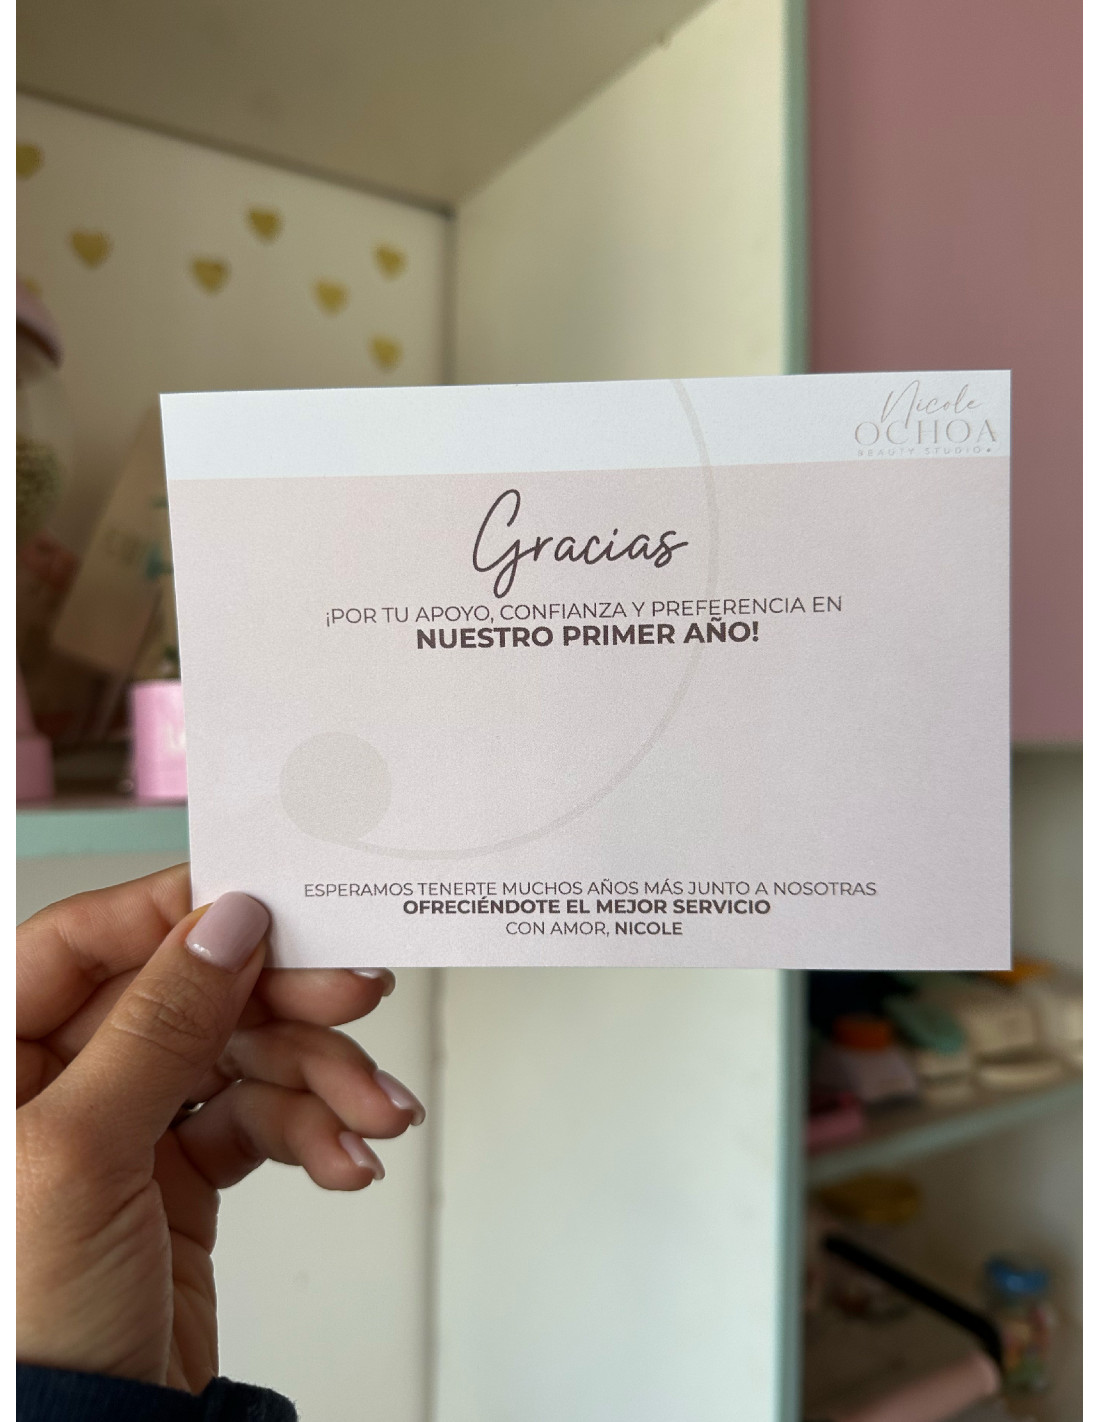 Nicole
OCHOA
BEAUTY STUDIO
Gracias
¡POR TU APOYO, CONFIANZA Y PREFERENCIA EN
NUESTRO PRIMER AÑO!
ESPERAMOS TENERTE MUCHOS AÑOS MÁS JUNTO A NOSOTRAS
OFRECIÉNDOTE EL MEJOR SERVICIO
CON AMOR, NICOLE